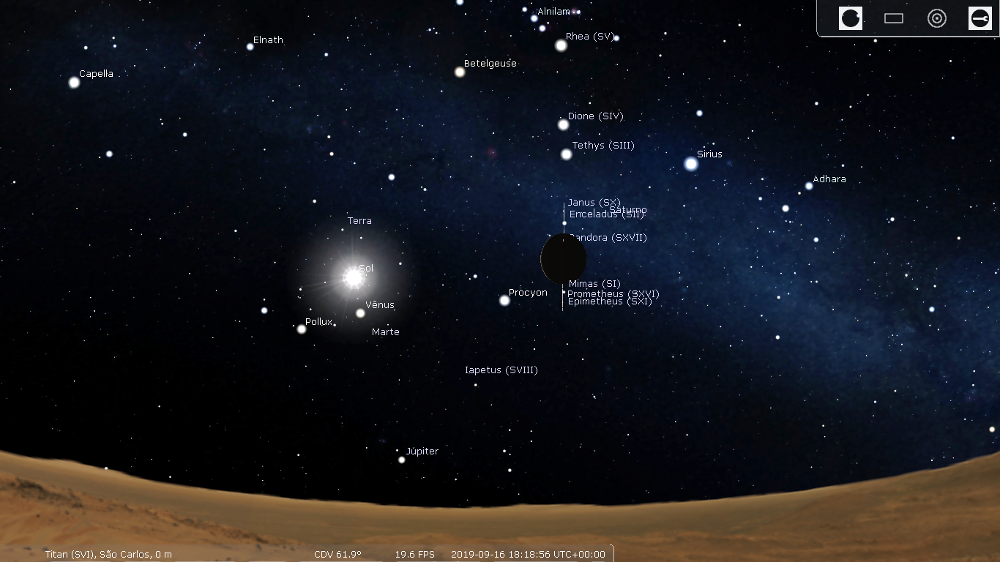 Alnilam
Rhea (SV)
Elnath
Betelgeuse
Capella
Dione (SIV)
Tethys (SIII)
Sirius
Adhara
Janus (SX)
Saturno
Enceladus (SII)
Terra
Pandora (SXVII)
Sol
Mimas (SI)
Procyon
Prometheus (SXVI)
Epimetheus (SXI)
Vênus
Pollux
Marte
Iapetus (SVIII)
Júpiter
Titan (SVI), São Carlos, 0 m CDV 61.9° 19.6 FPS 2019-09-16 18:18:56 UTC+00:00